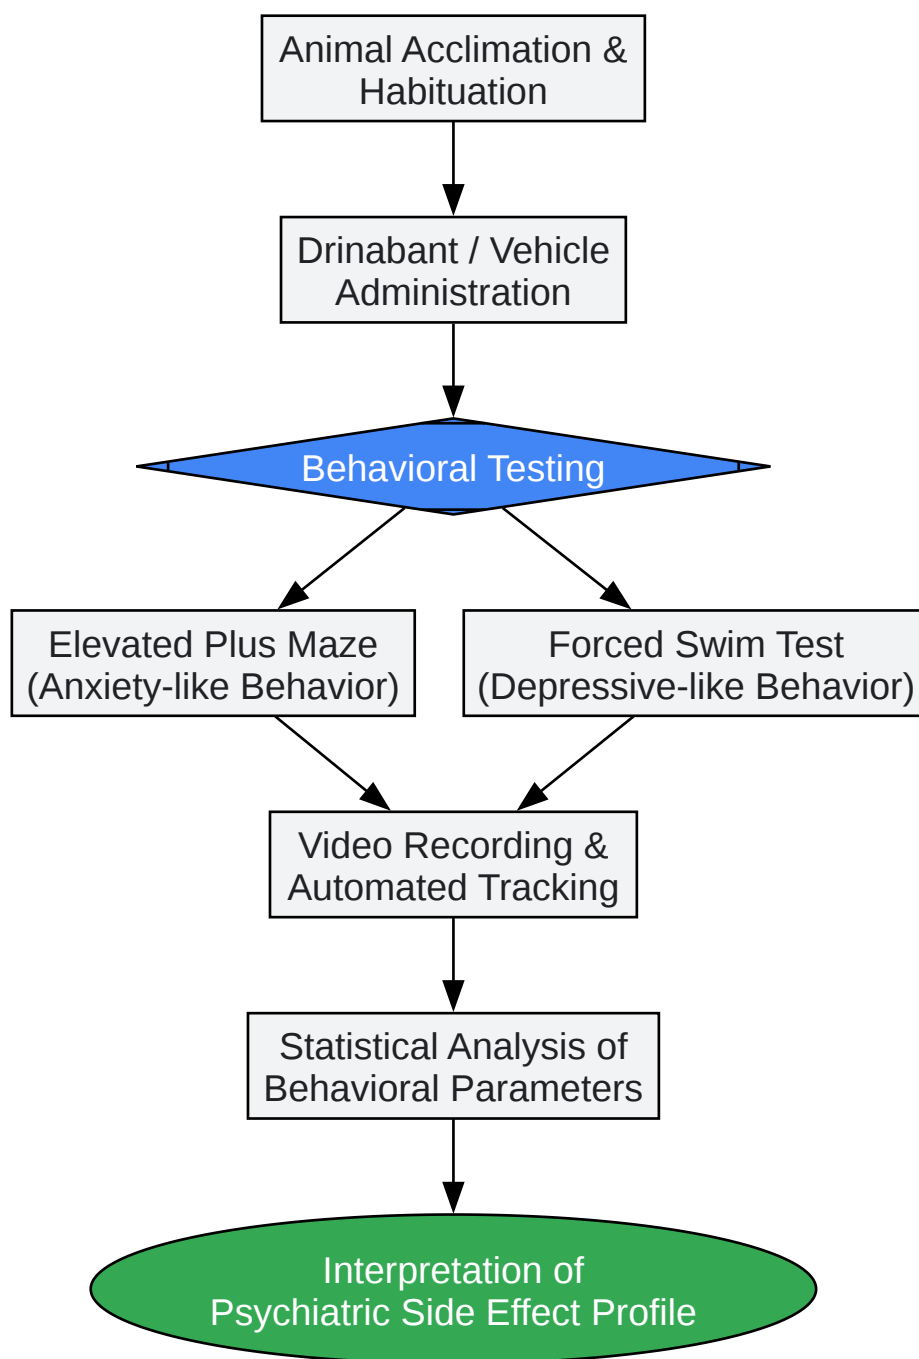 Animal Acclimation &
Habituation
Drinabant / Vehicle
Administration
Behavioral Testing
Elevated Plus Maze
(Anxiety-like Behavior)
Forced Swim Test
(Depressive-like Behavior)
Video Recording &
Automated Tracking
Statistical Analysis of
Behavioral Parameters
Interpretation of
Psychiatric Side Effect Profile